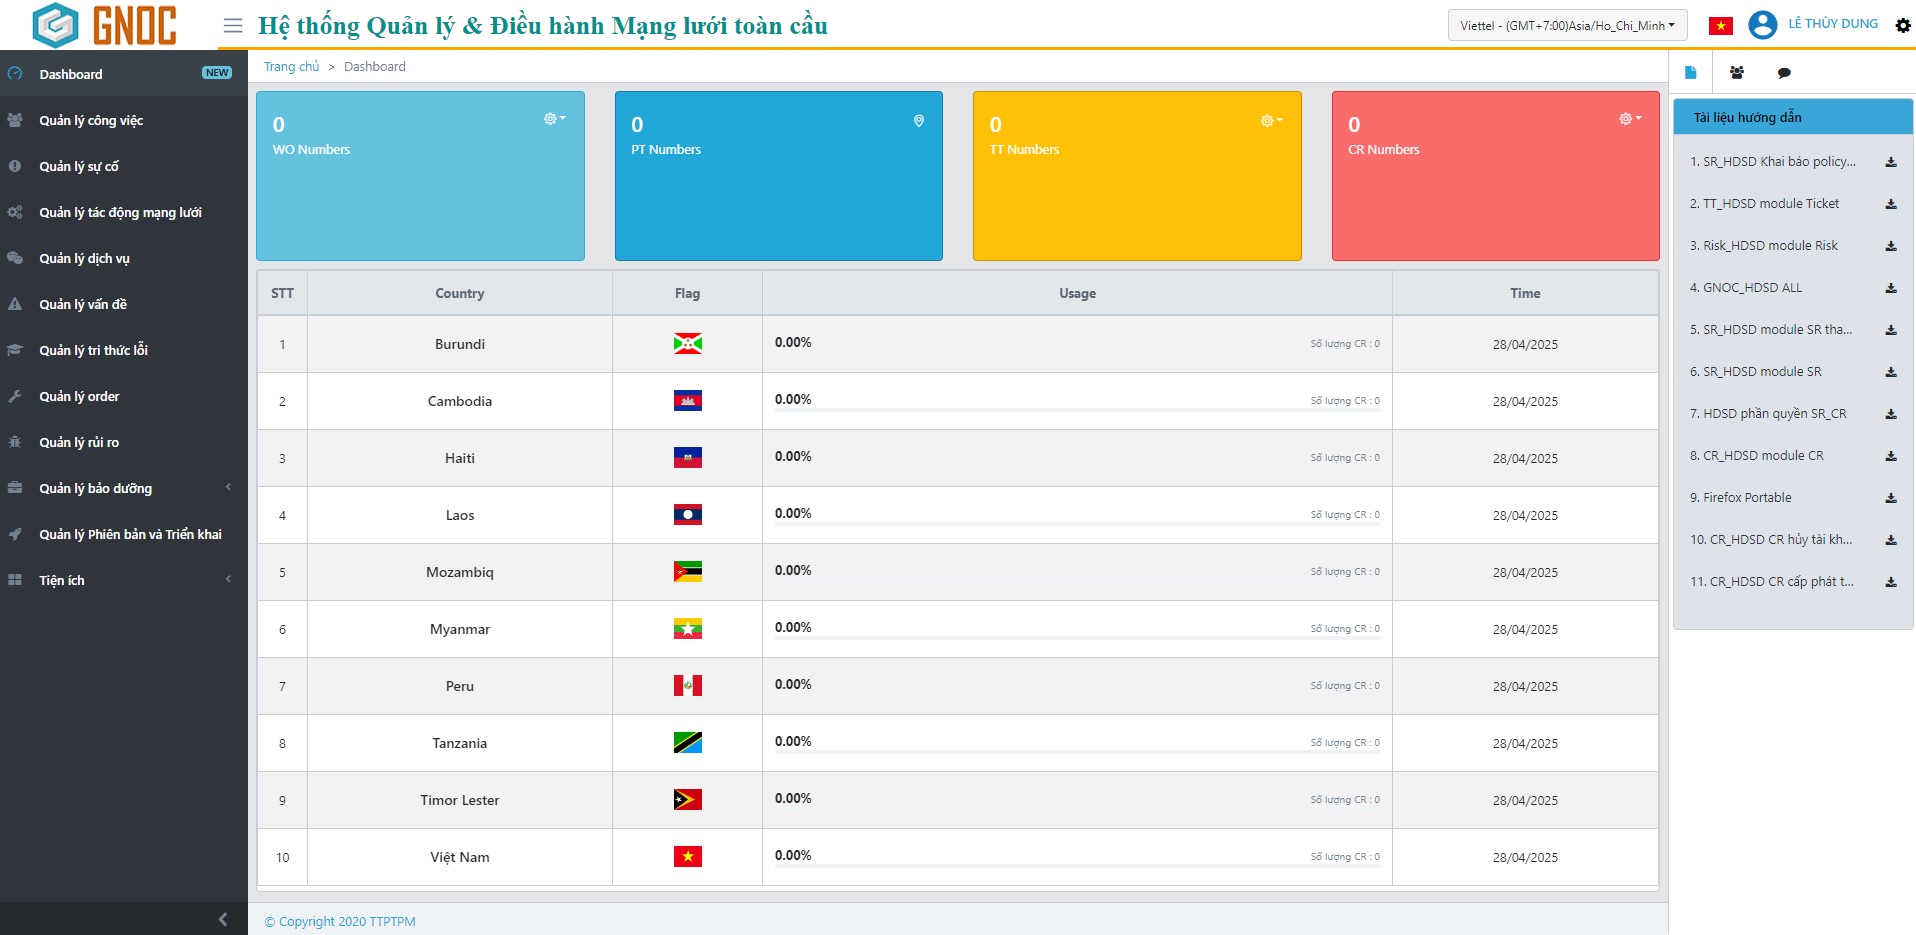 GNOC
Hệ thống Quản lý & Điều hành Mạng lưới toàn cầu
Viettel - (GMT+7:00)Asia/Ho_Chi_Minh
LÊ THÙY DUNG
Dashboard NEW
Quản lý công việc
Quản lý sự cố
Quản lý tác động mạng lưới
Quản lý dịch vụ
Quản lý vấn đề
Quản lý tri thức lỗi
Quản lý order
Quản lý rủi ro
Quản lý bảo dưỡng
Quản lý Phiên bản và Triển khai
Tiện ích
Trang chủ > Dashboard
0
WO Numbers
0
PT Numbers
0
TT Numbers
0
CR Numbers
STT Country Flag Usage Time
1 Burundi 0.00% Số lượng CR : 0 28/04/2025
2 Cambodia 0.00% Số lượng CR : 0 28/04/2025
3 Haiti 0.00% Số lượng CR : 0 28/04/2025
4 Laos 0.00% Số lượng CR : 0 28/04/2025
5 Mozambiq 0.00% Số lượng CR : 0 28/04/2025
6 Myanmar 0.00% Số lượng CR : 0 28/04/2025
7 Peru 0.00% Số lượng CR : 0 28/04/2025
8 Tanzania 0.00% Số lượng CR : 0 28/04/2025
9 Timor Lester 0.00% Số lượng CR : 0 28/04/2025
10 Việt Nam 0.00% Số lượng CR : 0 28/04/2025
© Copyright 2020 TTPTPM
Tài liệu hướng dẫn
1. SR_HDSD Khai báo policy...
2. TT_HDSD module Ticket
3. Risk_HDSD module Risk
4. GNOC_HDSD ALL
5. SR_HDSD module SR tha...
6. SR_HDSD module SR
7. HDSD phần quyền SR_CR
8. CR_HDSD module CR
9. Firefox Portable
10. CR_HDSD CR hủy tài kh...
11. CR_HDSD CR cấp phát t...